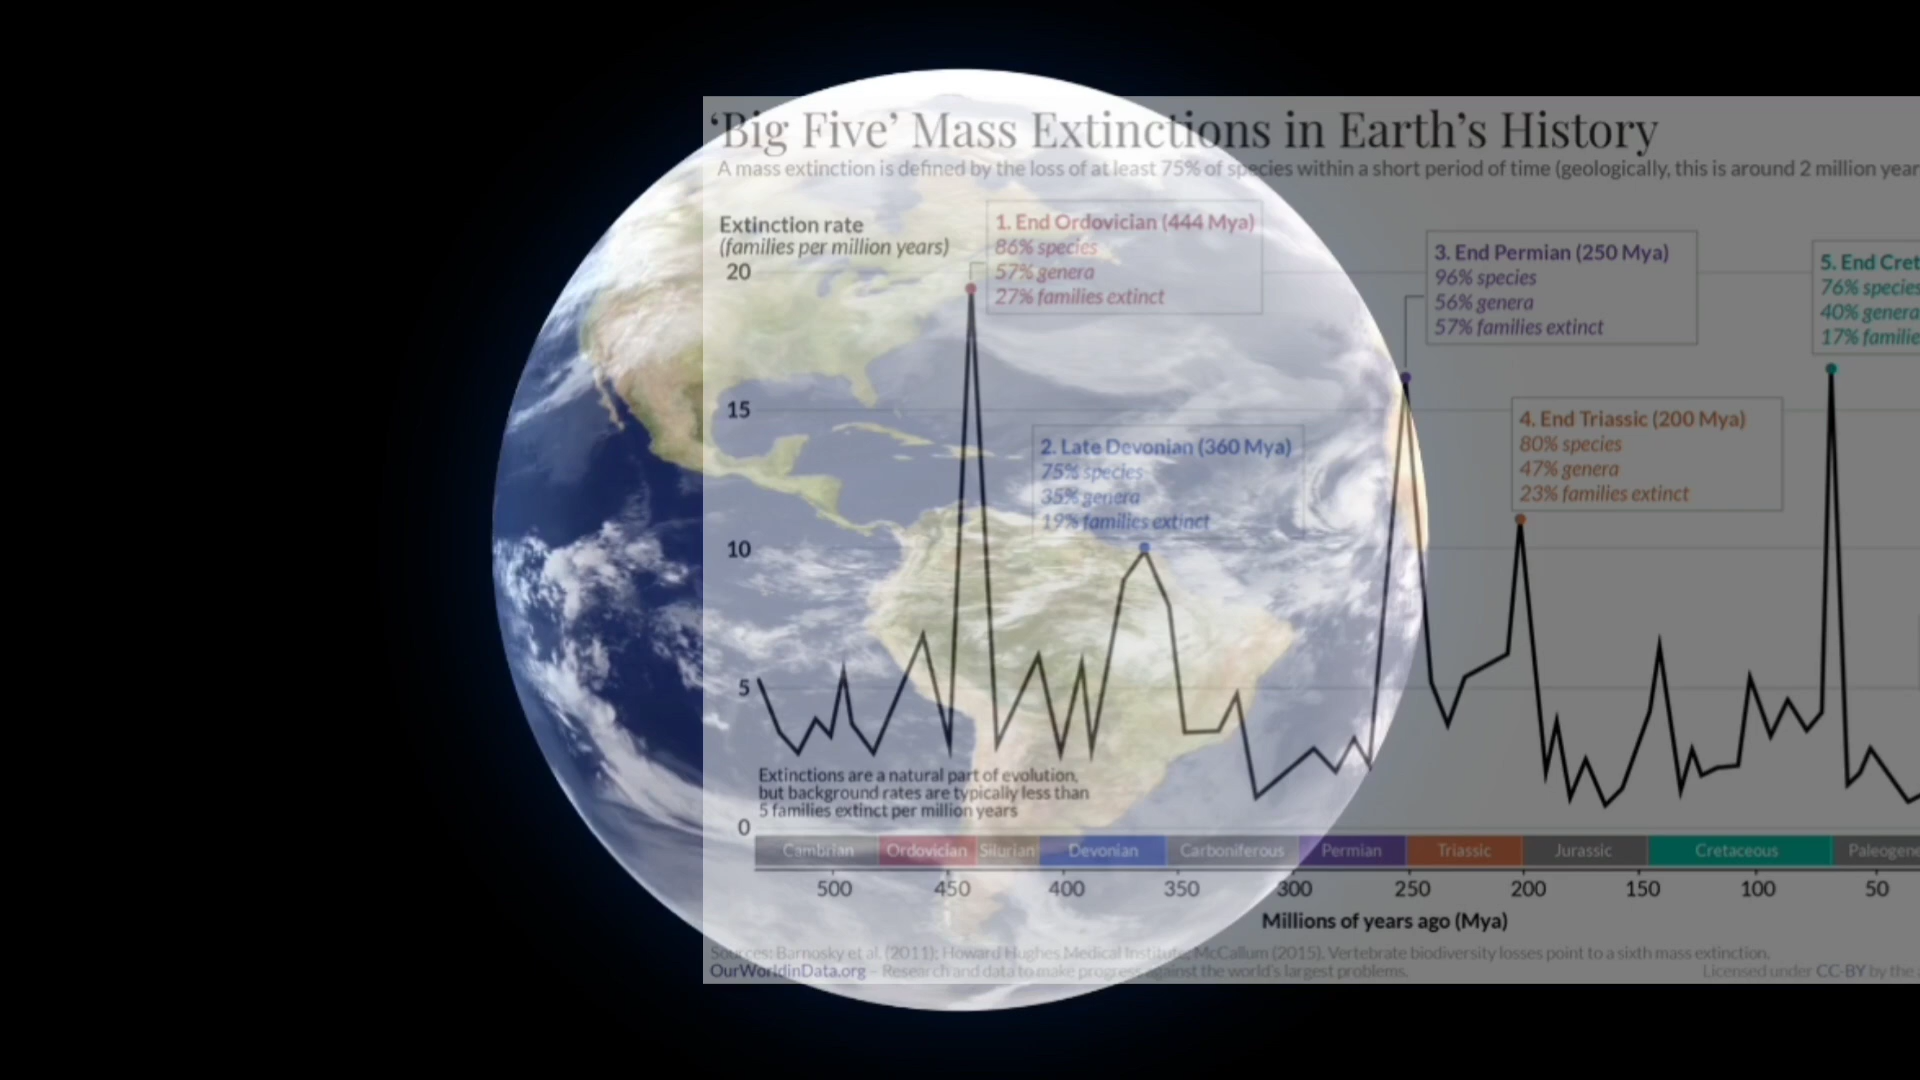 ‘Big Five’ Mass Extinctions in Earth’s History
A mass extinction is defined by the loss of at least 75% of species within a short period of time (geologically, this is around 2 million year
Extinction rate
(families per million years)
20
15
10
5
0
1. End Ordovician (444 Mya)
86% species
57% genera
27% families extinct
2. Late Devonian (360 Mya)
75% species
35% genera
19% families extinct
3. End Permian (250 Mya)
96% species
56% genera
57% families extinct
4. End Triassic (200 Mya)
80% species
47% genera
23% families extinct
5. End Cret
76% species
40% genera
17% familie
Extinctions are a natural part of evolution,
but background rates are typically less than
5 families extinct per million years
Cambrian Ordovician Silurian Devonian Carboniferous Permian Triassic Jurassic Cretaceous Paleogene
500 450 400 350 300 250 200 150 100 50
Millions of years ago (Mya)
Sources: Barnosky et al. (2011); Howard Hughes Medical Institute; McCallum (2015). Vertebrate biodiversity losses point to a sixth mass extinction.
OurWorldinData.org – Research and data to make progress against the world’s largest problems.
Licensed under CC-BY by the